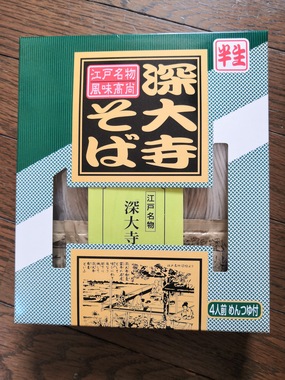 半生
江戸名物
風味高尚
深大寺
そば
江戸名物
深大寺
4人前 めんつゆ付